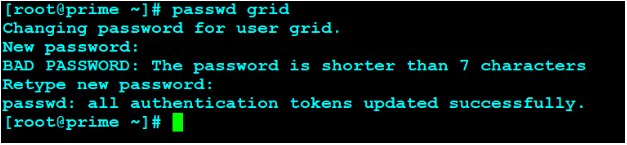 [root@prime ~]# passwd grid
Changing password for user grid.
New password:
BAD PASSWORD: The password is shorter than 7 characters
Retype new password:
passwd: all authentication tokens updated successfully.
[root@prime ~]#